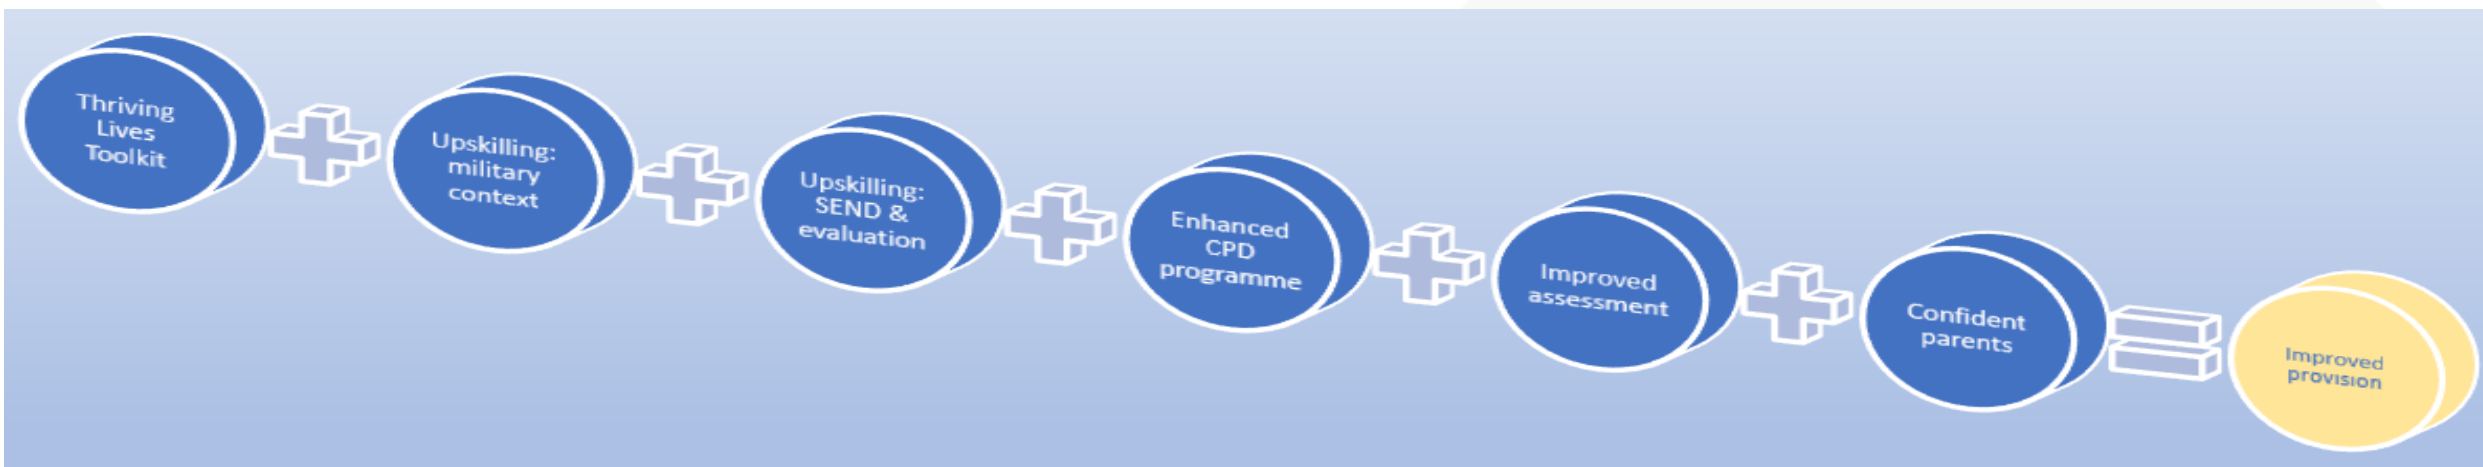 Thriving
Lives
Toolkit
Upskilling:
military
context
Upskilling:
SEND &
evaluation
Enhanced
CPD
programme
Improved
assessment
Confident
parents
Improved
provision